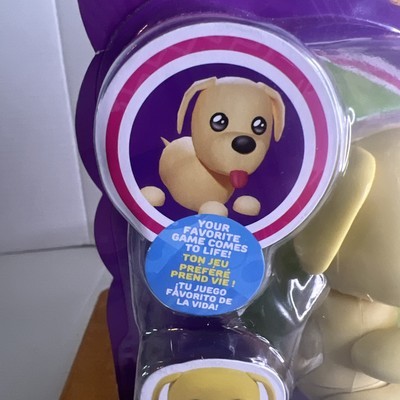 YOUR
FAVORITE
GAME COMES
TO LIFE!
TON JEU
PRÉFÉRÉ
PREND VIE !
¡TU JUEGO
FAVORITO DE
LA VIDA!